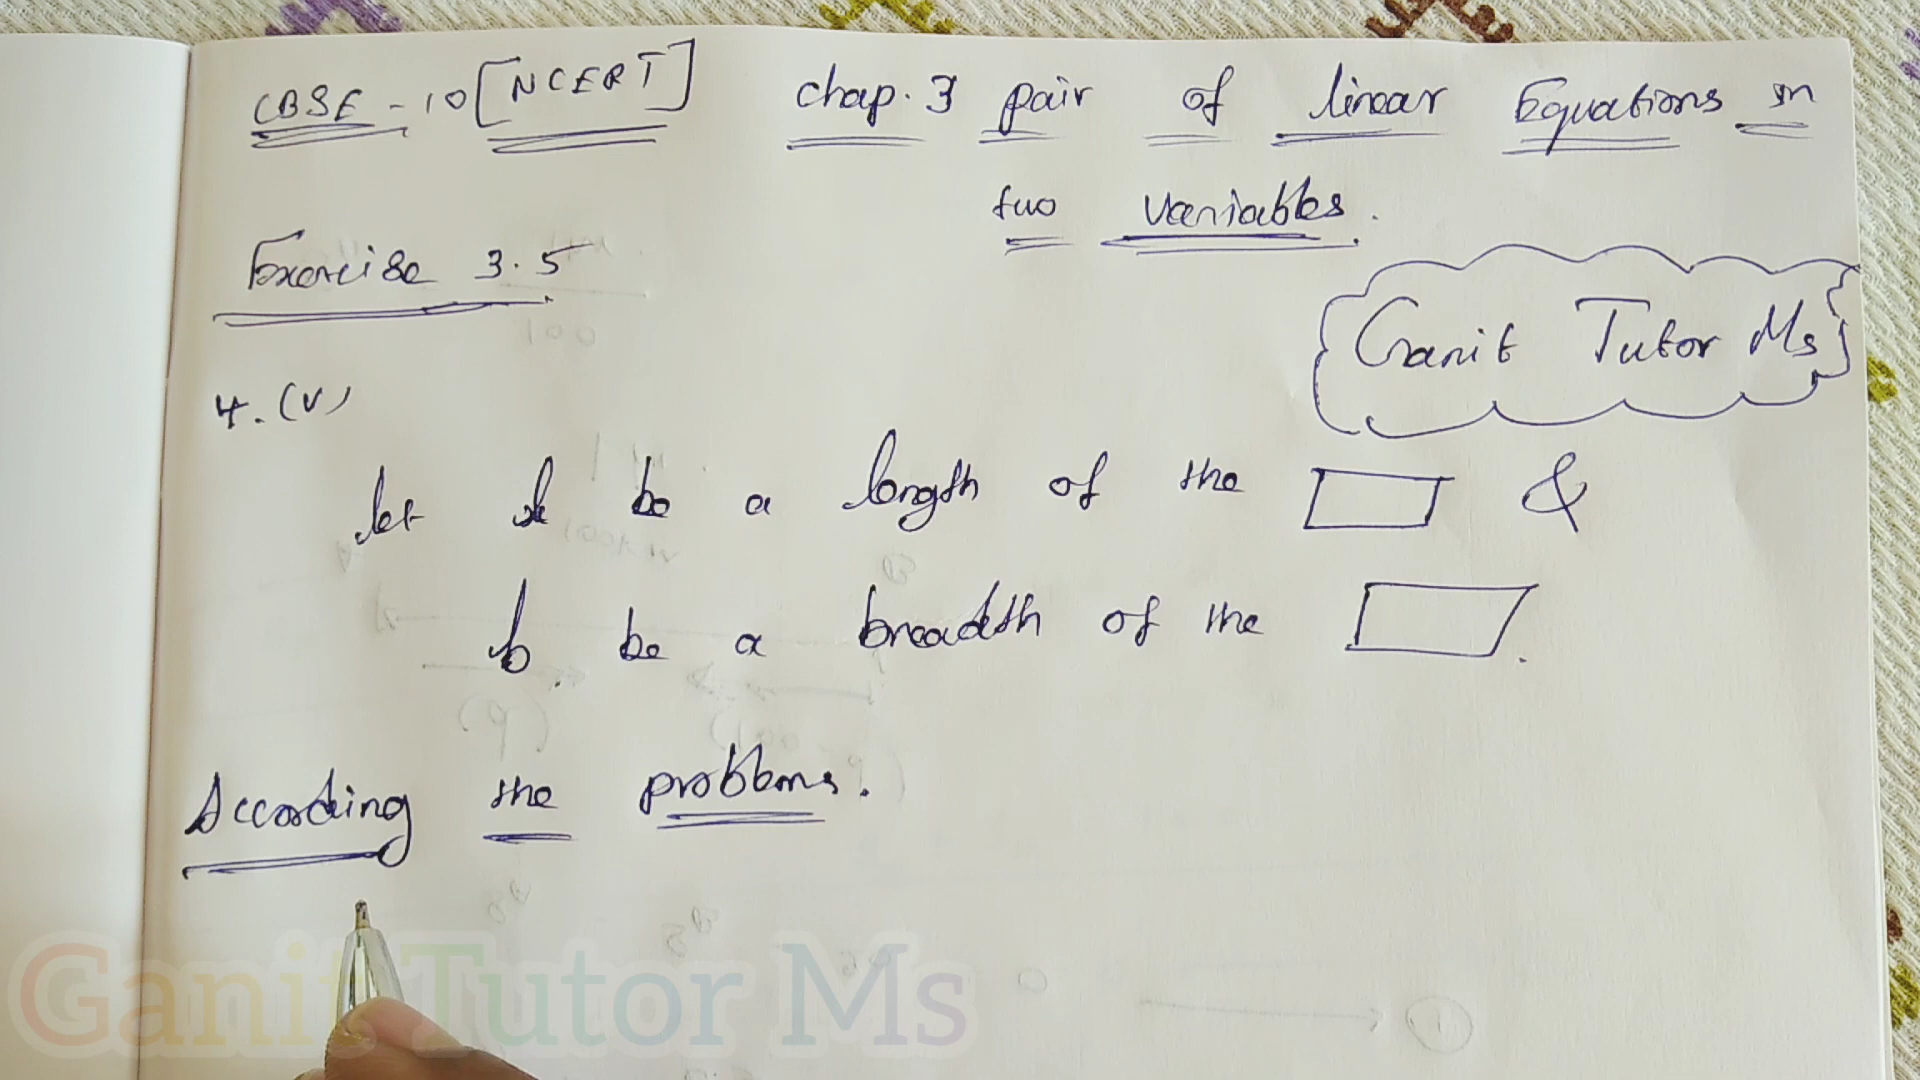 CBSE - 10 [NCERT] chap. 3 pair of linear Equations in
two variables.
Exercise 3.5
Ganit Tutor Ms
4. (v)
let l be a length of the ▭ &
b be a breadth of the ▭.
According the problems.
Ganit Tutor Ms